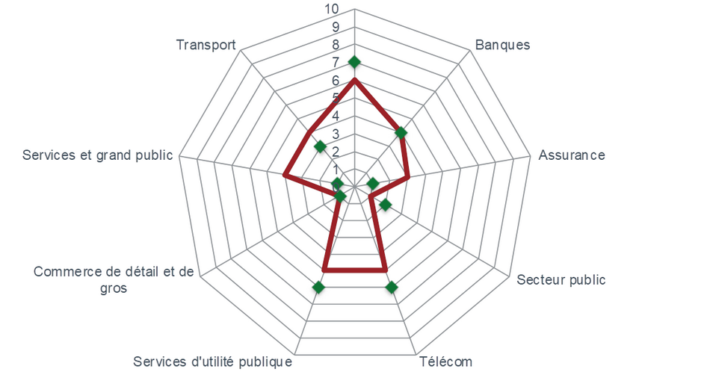 10
9
8
7
6
5
4
3
2
1
Transport
Banques
Services et grand public
Assurance
Commerce de détail et de
gros
Secteur public
Services d'utilité publique
Télécom